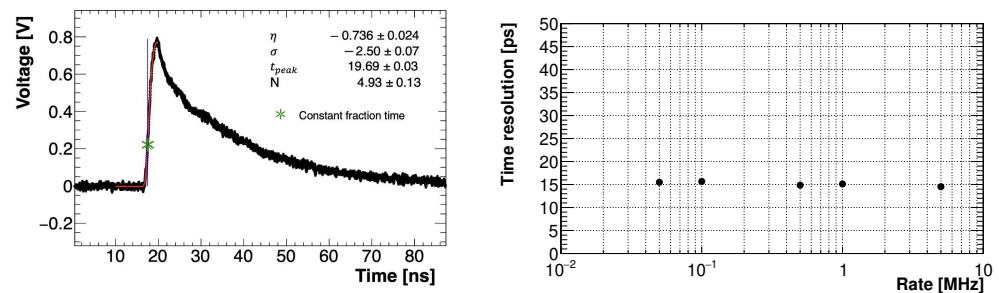 Voltage [V]
0.8
0.6
0.4
0.2
0
−0.2
η − 0.736 ± 0.024
σ −2.50 ± 0.07
t_peak 19.69 ± 0.03
N 4.93 ± 0.13
Constant fraction time
10 20 30 40 50 60 70 80
Time [ns]
Time resolution [ps]
50
45
40
35
30
25
20
15
10
5
0
10⁻² 10⁻¹ 1 10
Rate [MHz]